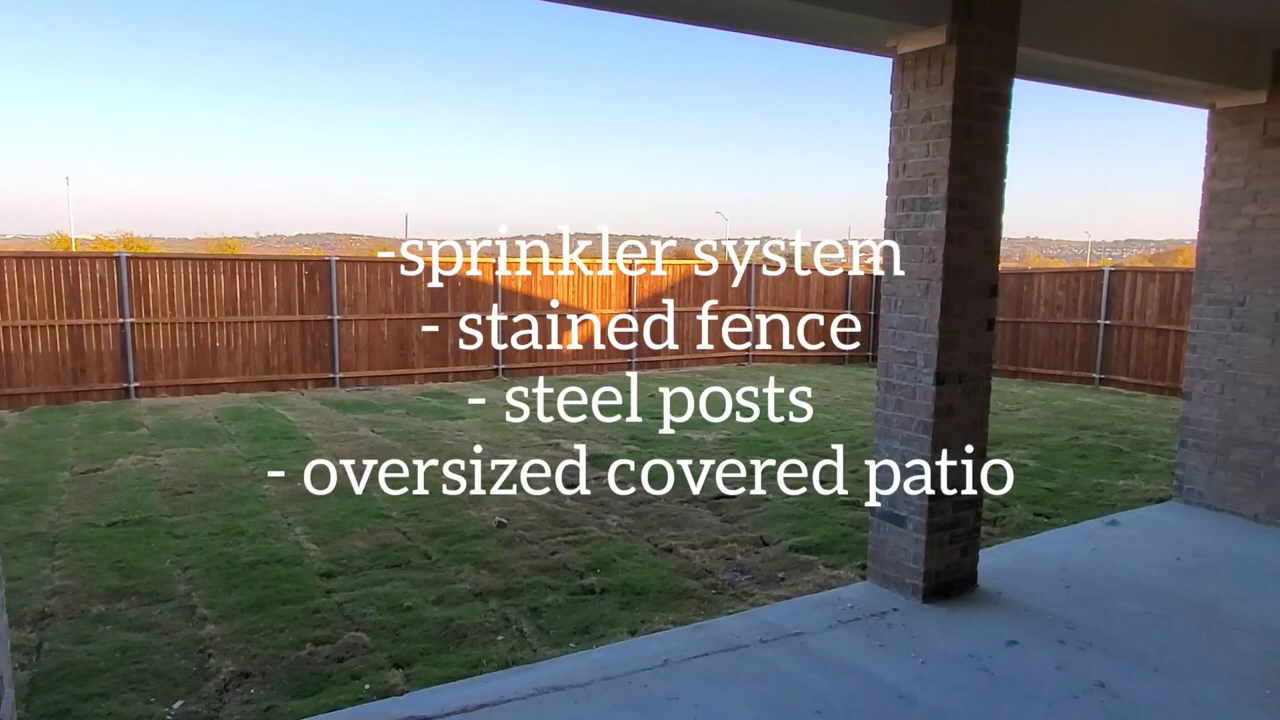 -sprinkler system
- stained fence
- steel posts
- oversized covered patio